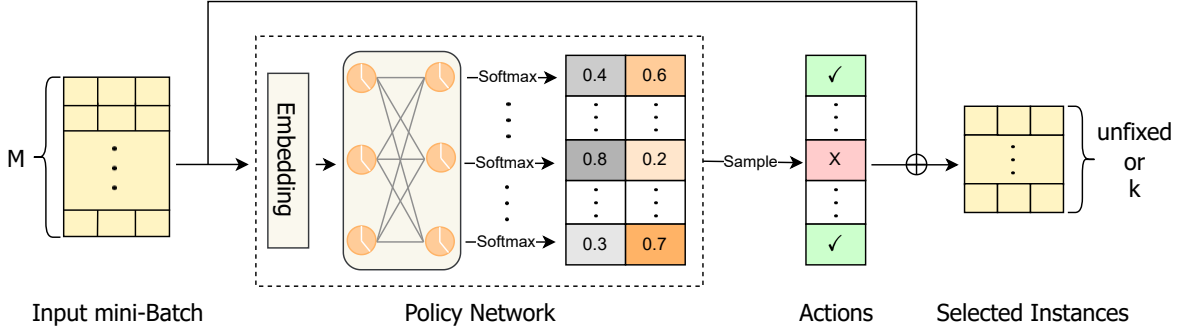 M
Embedding
Softmax
Softmax
Softmax
0.4 0.6
0.8 0.2
0.3 0.7
Sample
✓
X
✓
unfixed
or
k
Input mini-Batch
Policy Network
Actions
Selected Instances